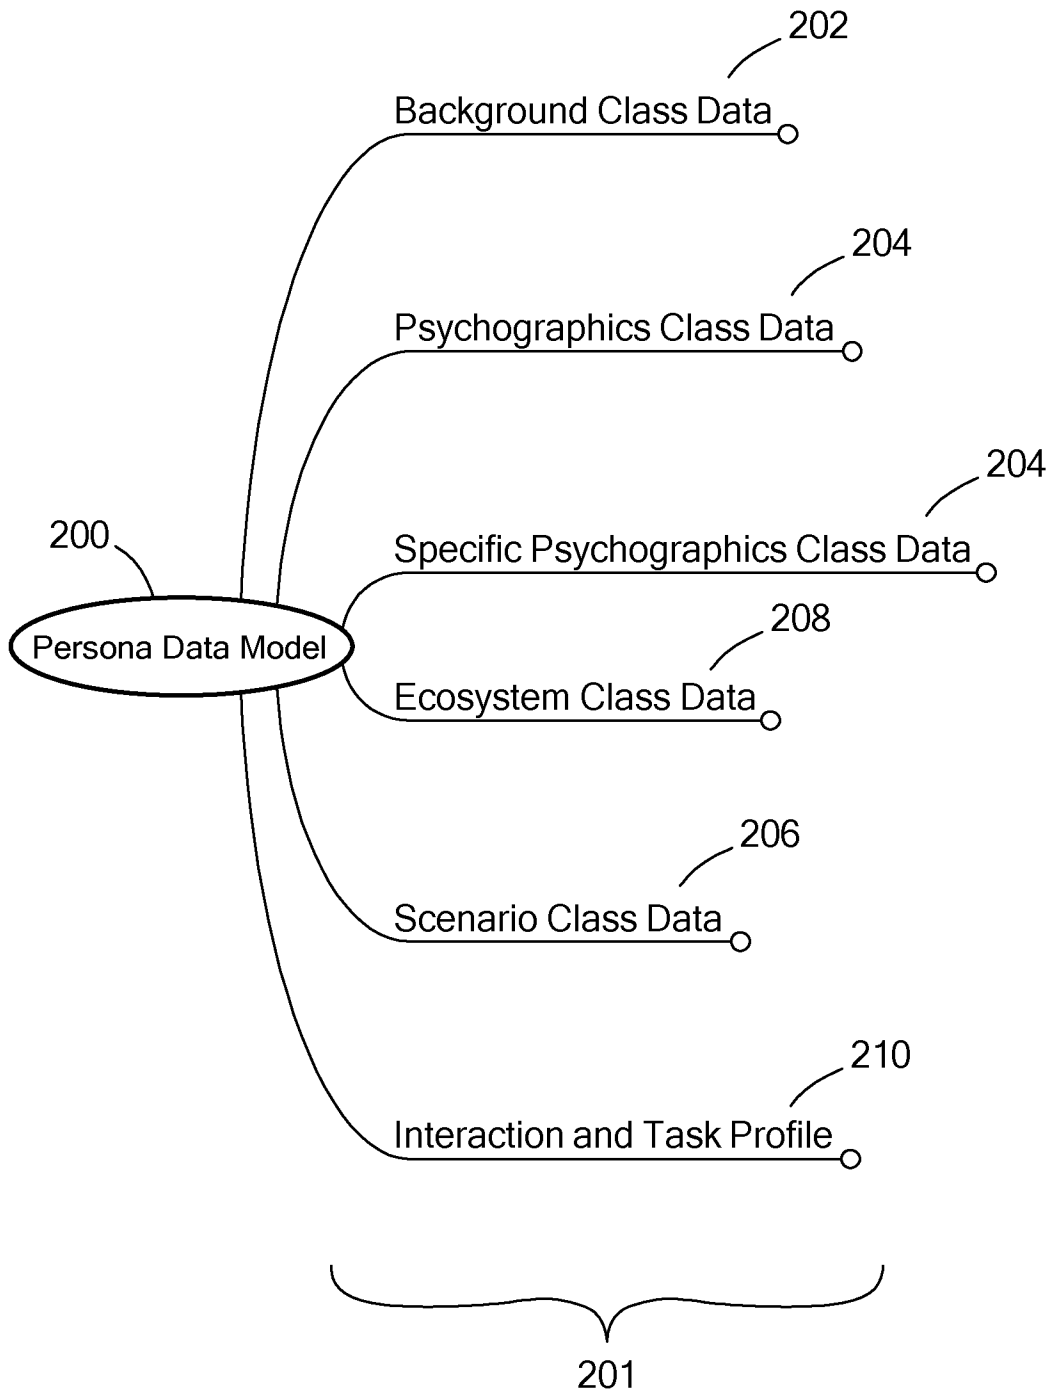 202
Background Class Data
204
Psychographics Class Data
204
Specific Psychographics Class Data
200
Persona Data Model
208
Ecosystem Class Data
206
Scenario Class Data
210
Interaction and Task Profile
201